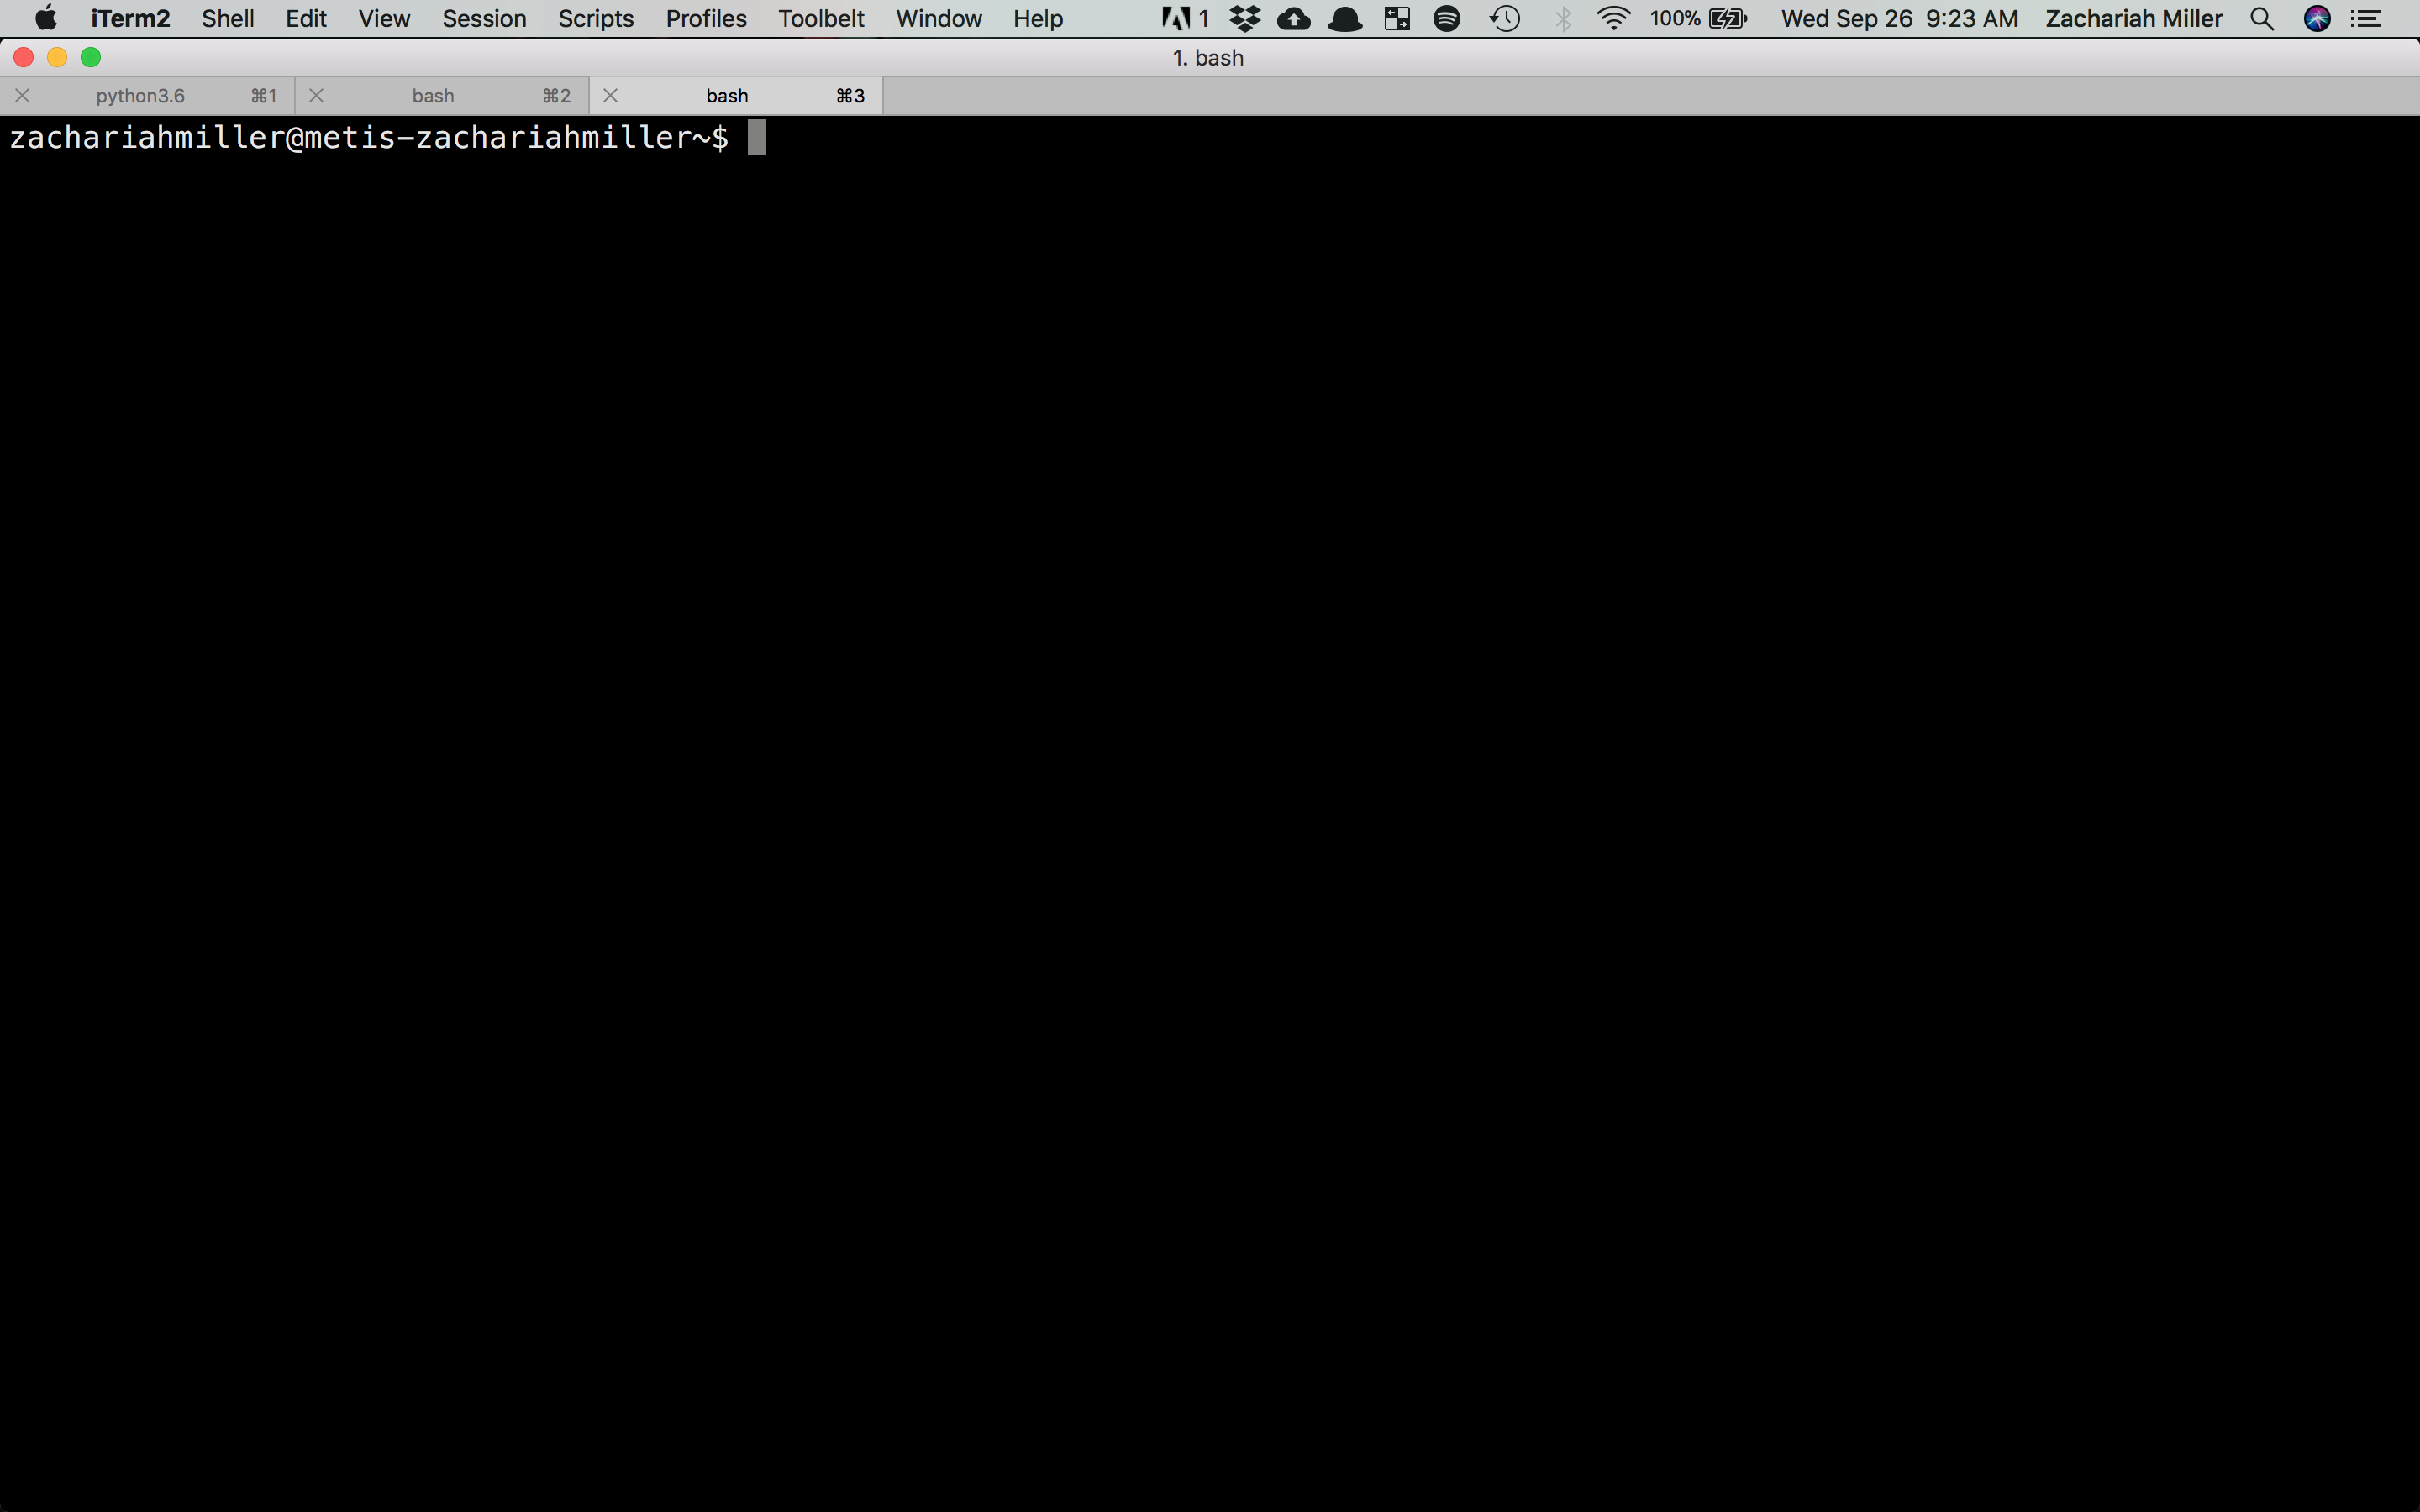 iTerm2 Shell Edit View Session Scripts Profiles Toolbelt Window Help 1 100% Wed Sep 26 9:23 AM Zachariah Miller
1. bash
python3.6 ⌘1 bash ⌘2 bash ⌘3
zachariahmiller@metis-zachariahmiller~$